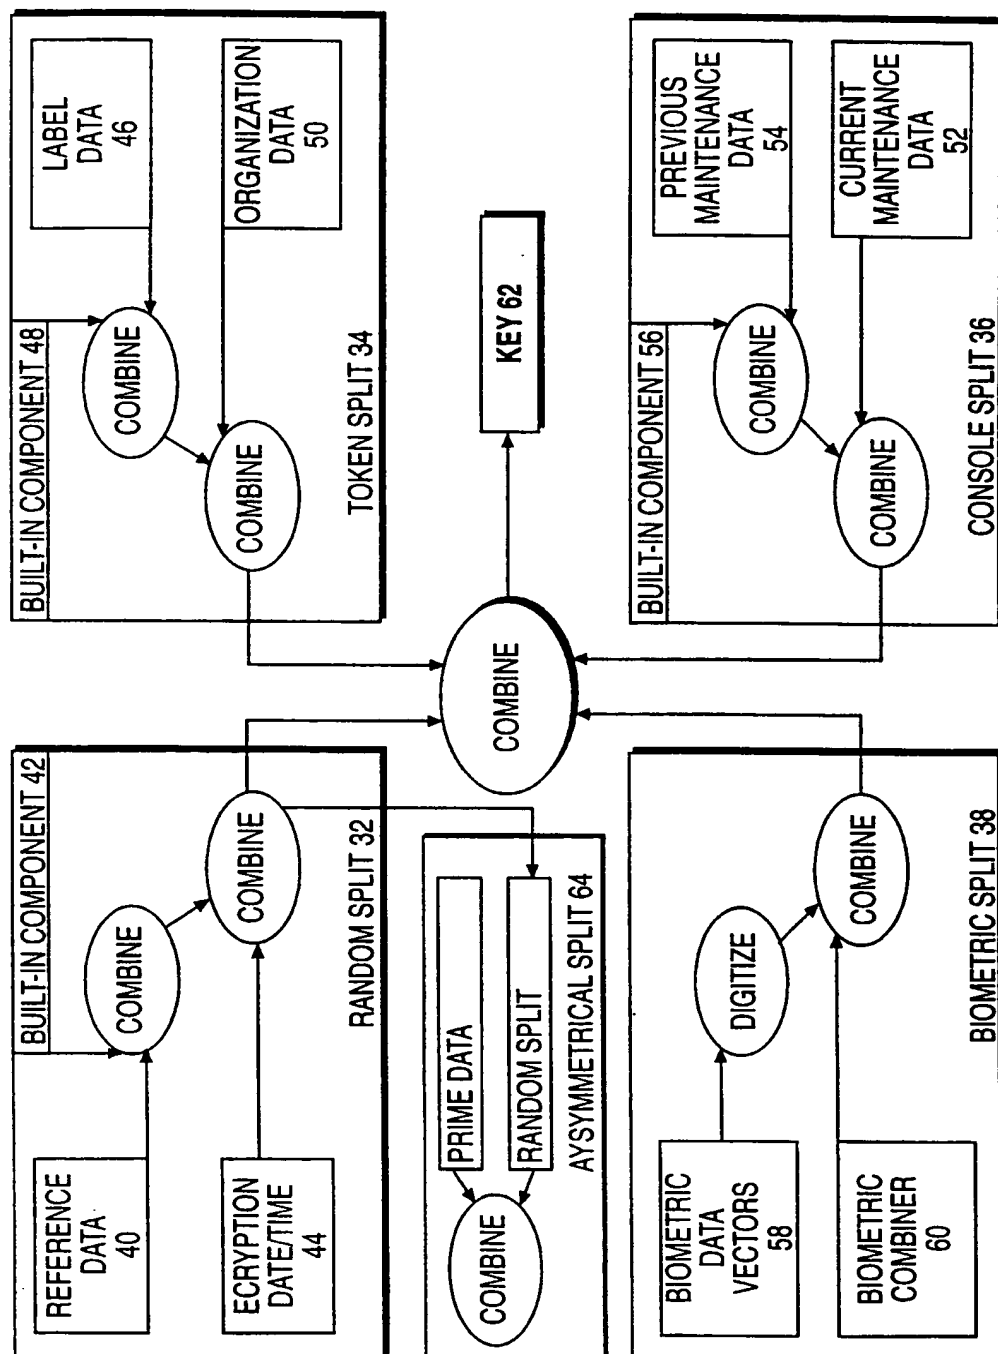 BUILT-IN COMPONENT 42
REFERENCE
DATA
40
COMBINE
ECRYPTION
DATE/TIME
44
COMBINE
RANDOM SPLIT 32
BUILT-IN COMPONENT 48
COMBINE
LABEL
DATA
46
COMBINE
ORGANIZATION
DATA
50
TOKEN SPLIT 34
PRIME DATA
COMBINE
RANDOM SPLIT
AYSYMMETRICAL SPLIT 64
COMBINE
KEY 62
BIOMETRIC
DATA
VECTORS
58
DIGITIZE
BIOMETRIC
COMBINER
60
COMBINE
BIOMETRIC SPLIT 38
BUILT-IN COMPONENT 56
COMBINE
PREVIOUS
MAINTENANCE
DATA
54
COMBINE
CURRENT
MAINTENANCE
DATA
52
CONSOLE SPLIT 36